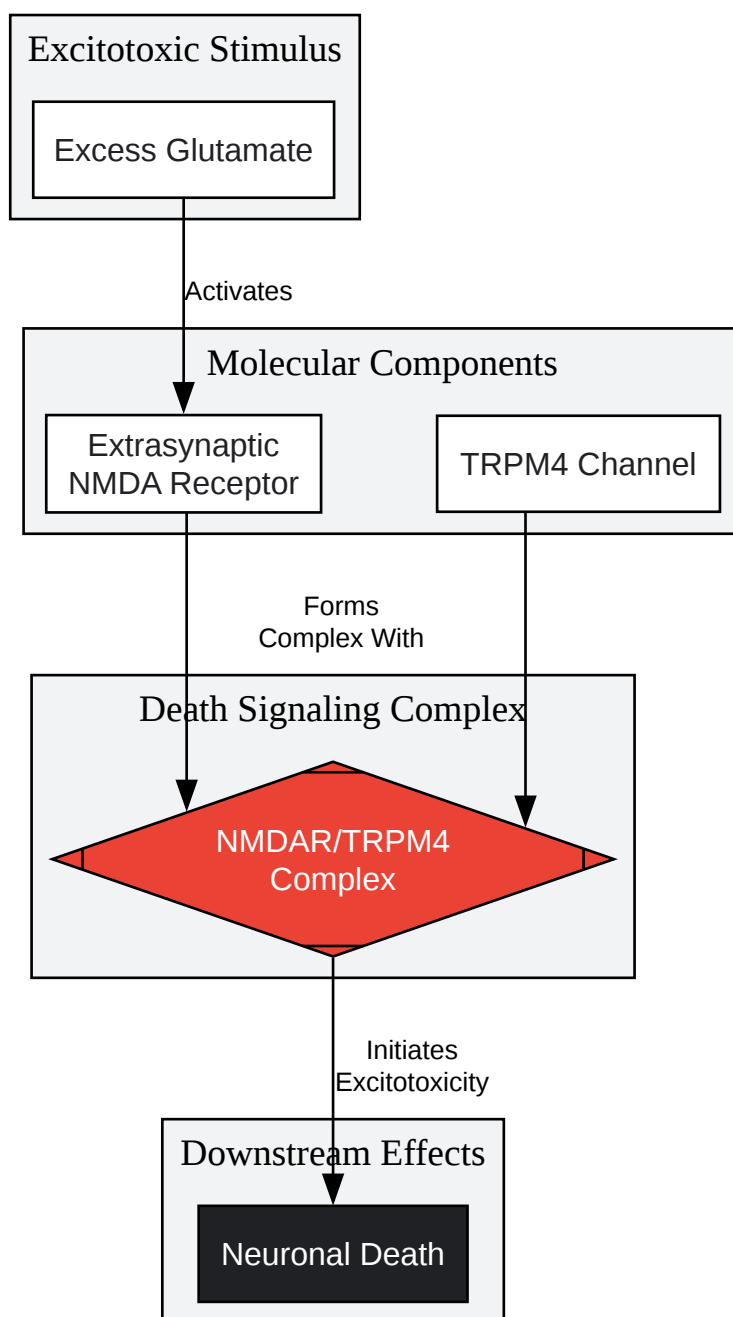 Excitotoxic Stimulus
Excess Glutamate
Activates
Molecular Components
Extrasynaptic
NMDA Receptor
TRPM4 Channel
Forms
Complex With
Death Signaling Complex
NMDAR/TRPM4
Complex
Initiates
Excitotoxicity
Downstream Effects
Neuronal Death